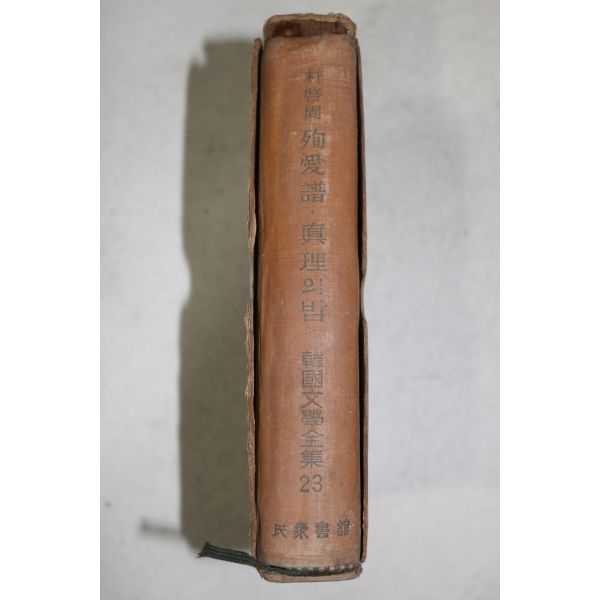 朴啓周
殉愛譜·眞理의밤
韓國文學全集
23
民衆書舘